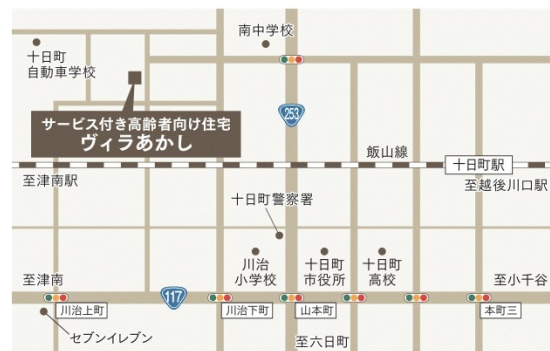 南中学校
十日町
自動車学校
サービス付き高齢者向け住宅
ヴィラあかし
253
飯山線
十日町駅
至津南駅
至越後川口駅
十日町警察署
川治
小学校
十日町
市役所
十日町
高校
至津南
至小千谷
117
川治上町
川治下町
山本町
本町三
セブンイレブン
至六日町